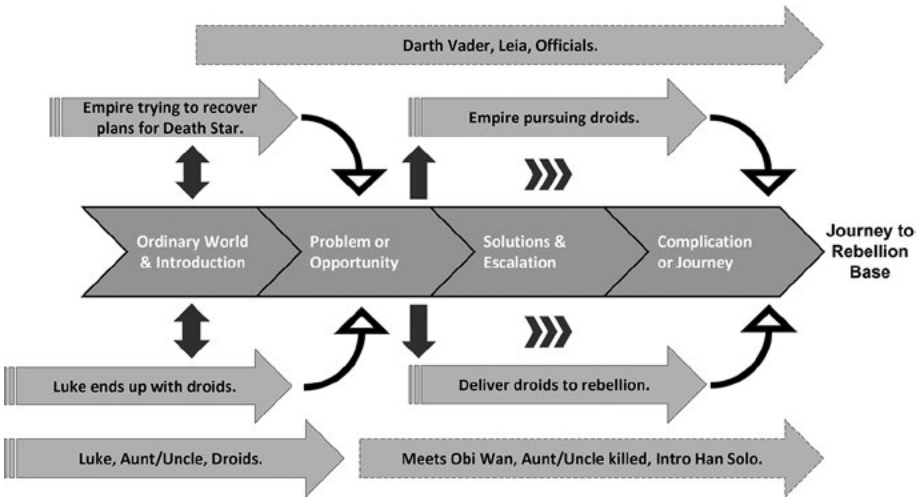 Darth Vader, Leia, Officials.
Empire trying to recover
plans for Death Star.
Empire pursuing droids.
Ordinary World
& Introduction
Problem or
Opportunity
Solutions &
Escalation
Complication
or Journey
Journey to
Rebellion
Base
Luke ends up with droids.
Deliver droids to rebellion.
Luke, Aunt/Uncle, Droids.
Meets Obi Wan, Aunt/Uncle killed, Intro Han Solo.